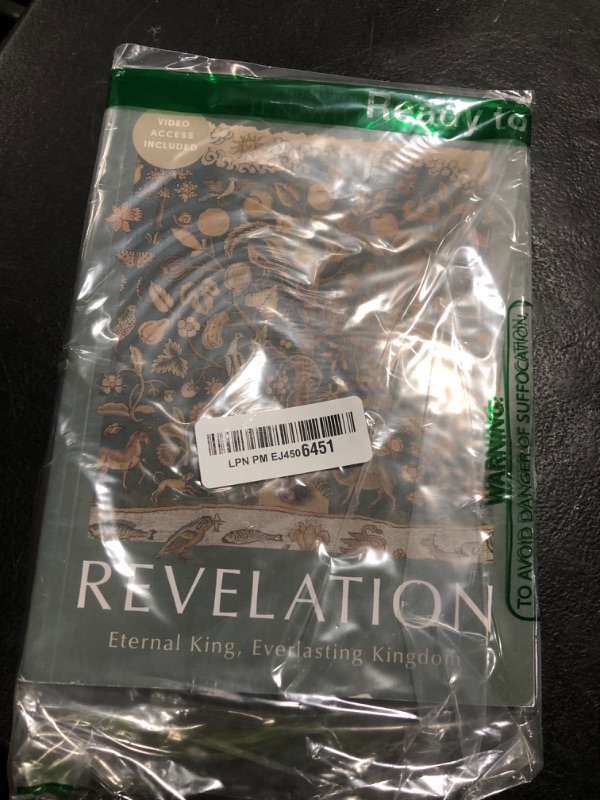 Ready to
VIDEO
ACCESS
INCLUDED
LPN PM EJ4506451
WARNING:
TO AVOID DANGER OF SUFFOCATION,
REVELATION
Eternal King, Everlasting Kingdom